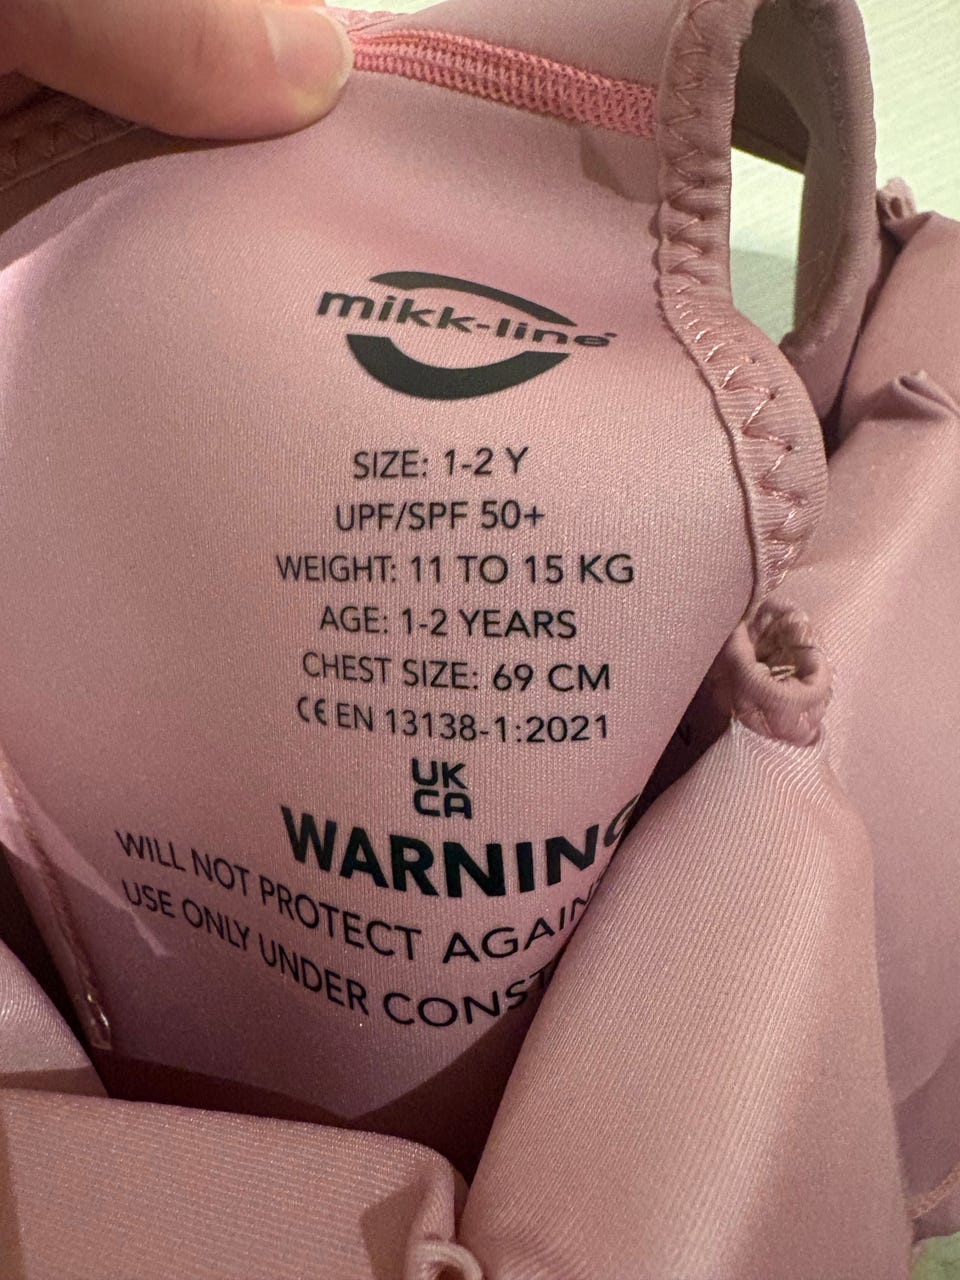 mikk-line
SIZE: 1-2 Y
UPF/SPF 50+
WEIGHT: 11 TO 15 KG
AGE: 1-2 YEARS
CHEST SIZE: 69 CM
CE EN 13138-1:2021
UK
CA
WARNING
WILL NOT PROTECT
USE ONLY UNDER